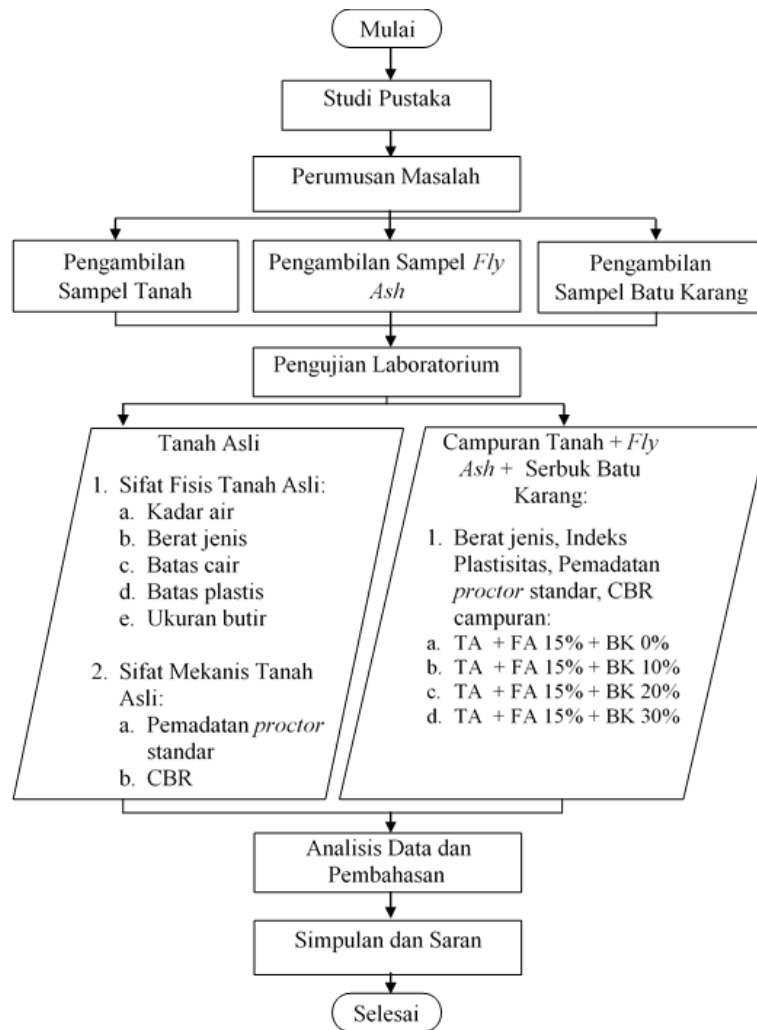 Mulai
Studi Pustaka
Perumusan Masalah
Pengambilan
Sampel Tanah
Pengambilan Sampel Fly
Ash
Pengambilan
Sampel Batu Karang
Pengujian Laboratorium
Tanah Asli
1. Sifat Fisis Tanah Asli:
a. Kadar air
b. Berat jenis
c. Batas cair
d. Batas plastis
e. Ukuran butir
2. Sifat Mekanis Tanah
Asli:
a. Pemadatan proctor
standar
b. CBR
Campuran Tanah + Fly
Ash + Serbuk Batu
Karang:
1. Berat jenis, Indeks
Plastisitas, Pemadatan
proctor standar, CBR
campuran:
a. TA + FA 15% + BK 0%
b. TA + FA 15% + BK 10%
c. TA + FA 15% + BK 20%
d. TA + FA 15% + BK 30%
Analisis Data dan
Pembahasan
Simpulan dan Saran
Selesai